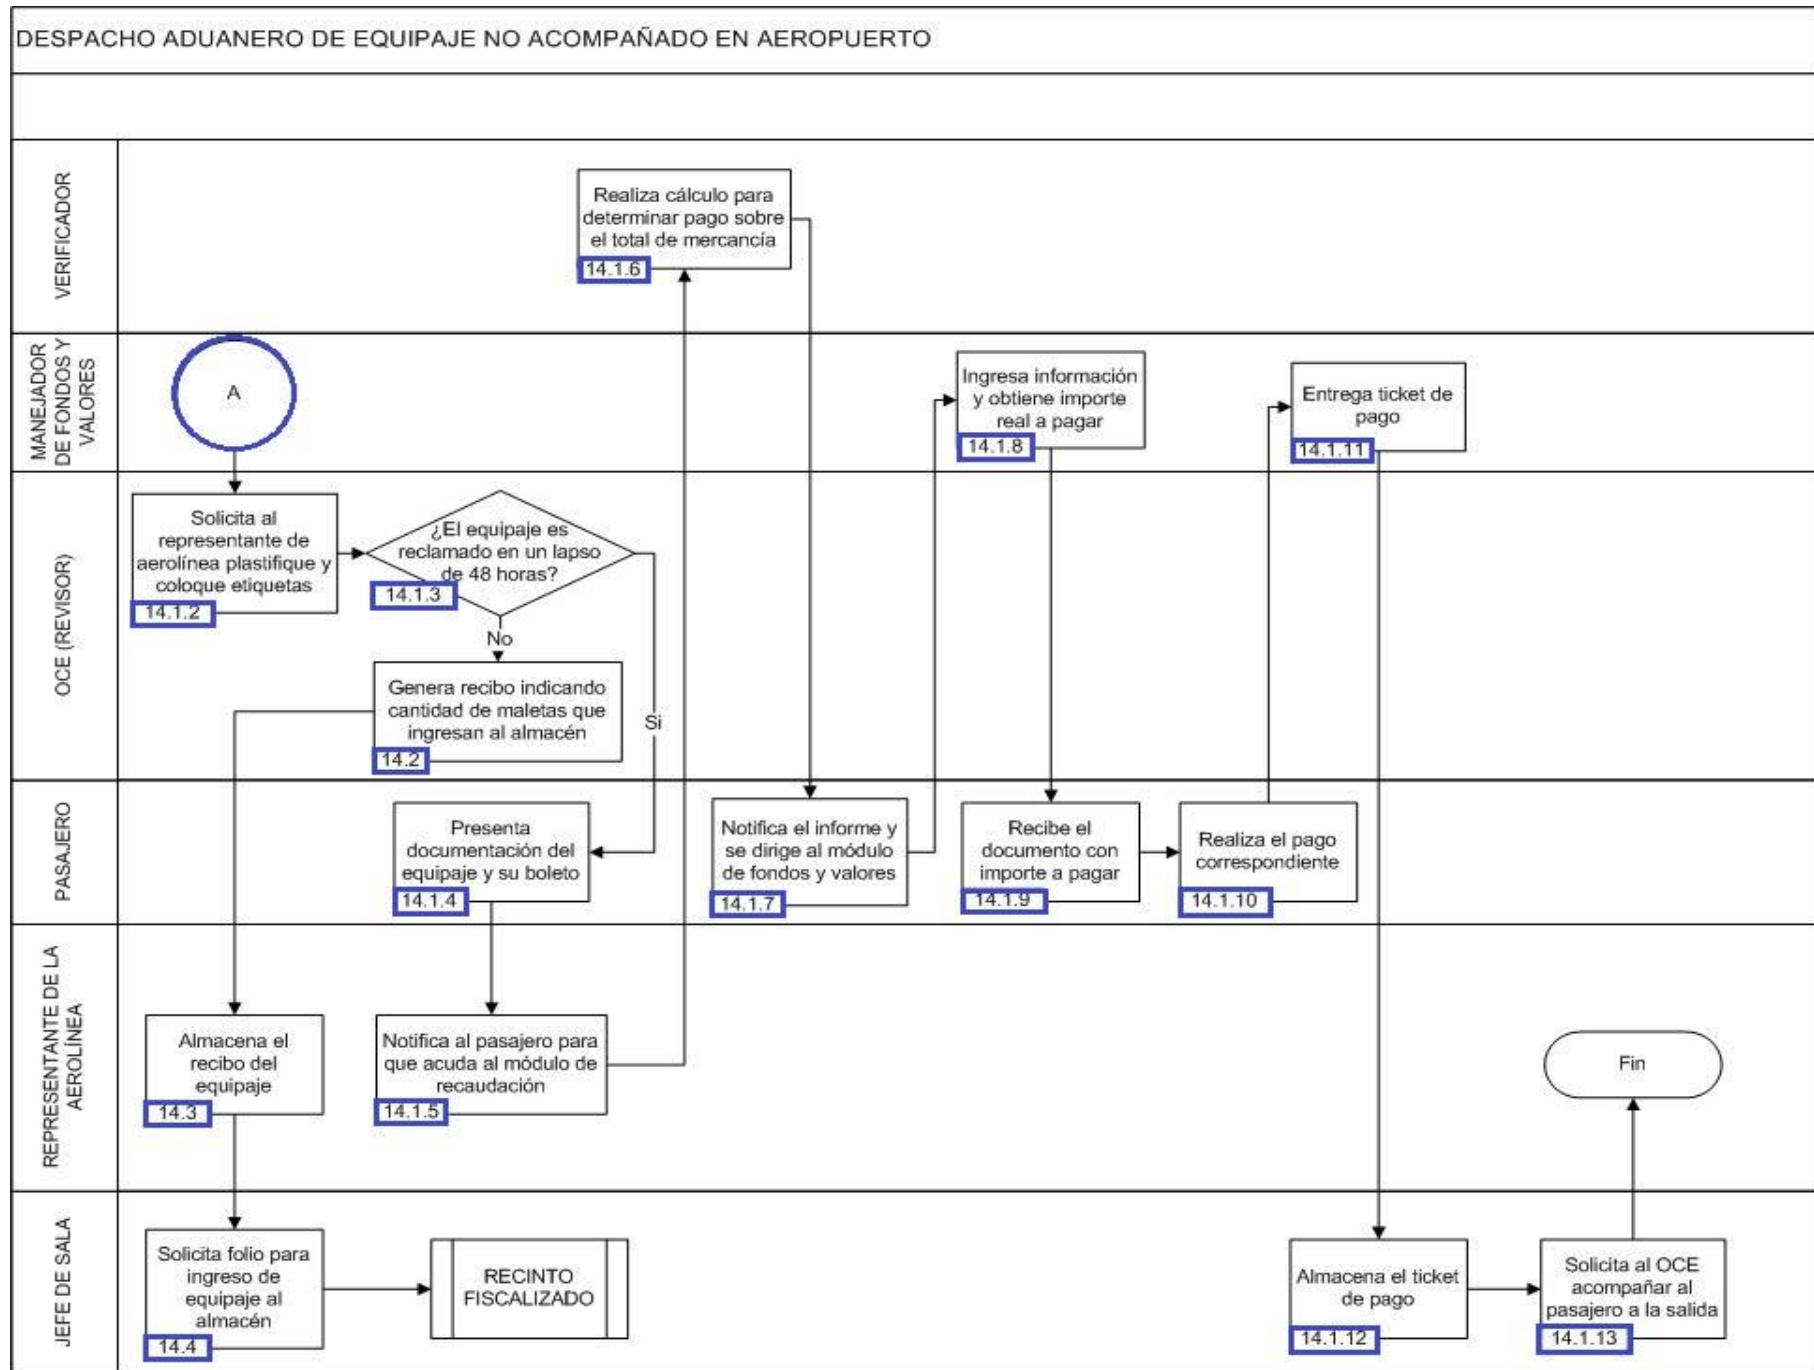 DESPACHO ADUANERO DE EQUIPAJE NO ACOMPAÑADO EN AEROPUERTO
VERIFICADOR
Realiza cálculo para
determinar pago sobre
el total de mercancía
14.1.6
MANEJADOR
DE FONDOS Y
VALORES
A
Ingresa información
y obtiene importe
real a pagar
14.1.8
Entrega ticket de
pago
14.1.11
OCE (REVISOR)
Solicita al
representante de
aerolínea plastifique y
coloque etiquetas
14.1.2
¿El equipaje es
reclamado en un lapso
de 48 horas?
14.1.3
No
Si
Genera recibo indicando
cantidad de maletas que
ingresan al almacén
14.2
PASAJERO
Presenta
documentación del
equipaje y su boleto
14.1.4
Notifica el informe y
se dirige al módulo
de fondos y valores
14.1.7
Recibe el
documento con
importe a pagar
14.1.9
Realiza el pago
correspondiente
14.1.10
REPRESENTANTE DE LA
AEROLÍNEA
Almacena el
recibo del
equipaje
14.3
Notifica al pasajero para
que acuda al módulo de
recaudación
14.1.5
Fin
JEFE DE SALA
Solicita folio para
ingreso de
equipaje al
almacén
14.4
RECINTO
FISCALIZADO
Almacena el ticket
de pago
14.1.12
Solicita al OCE
acompañar al
pasajero a la salida
14.1.13